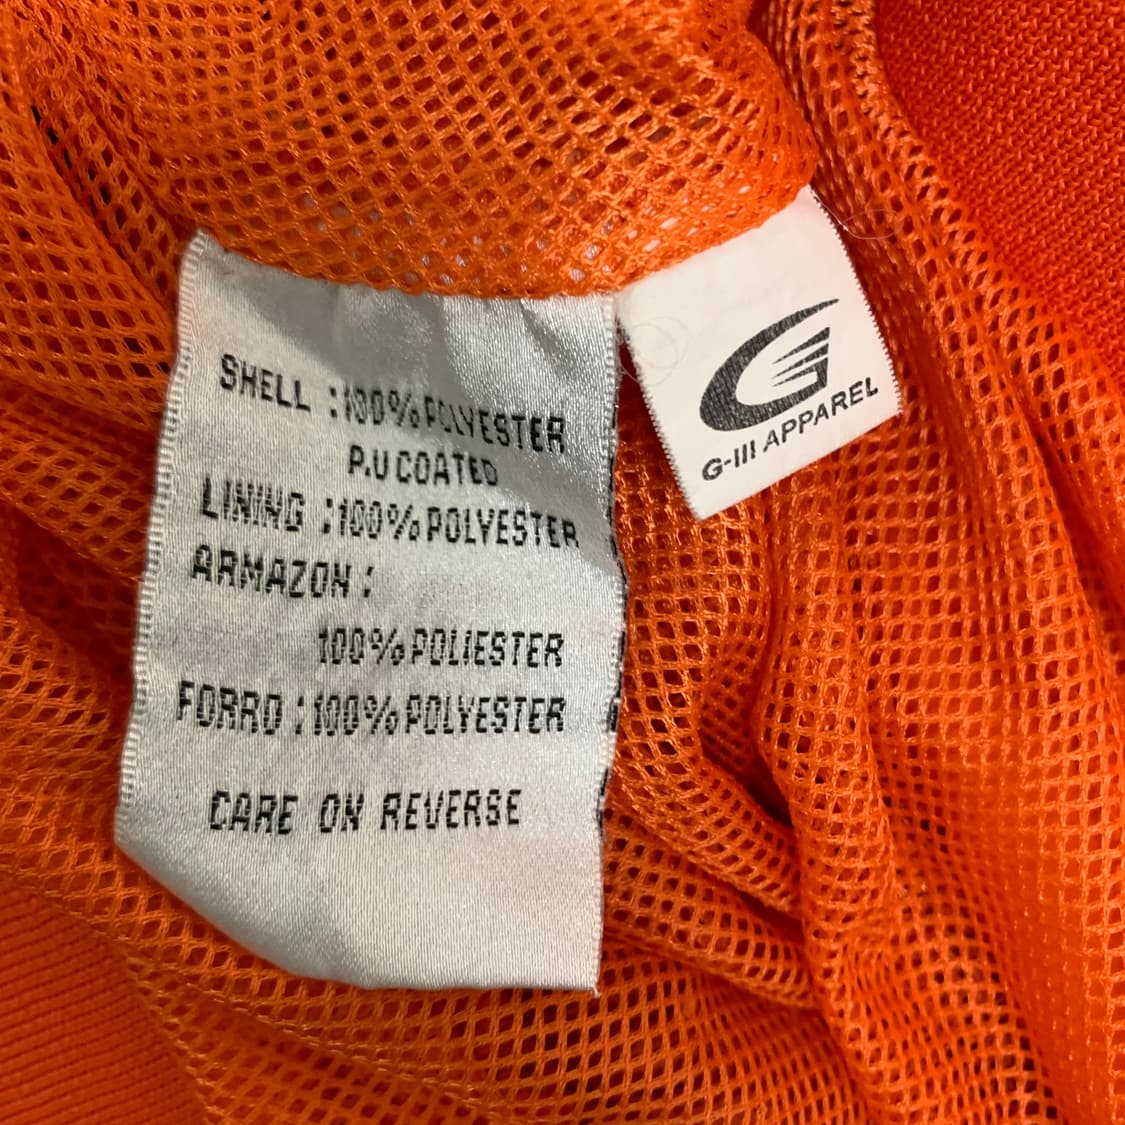 SHELL :100%POLYESTER
P.U COATED
LINING :100%POLYESTER
ARMAZON :
100%POLIESTER
FORRO :100%POLYESTER
CARE ON REVERSE
G-III APPAREL